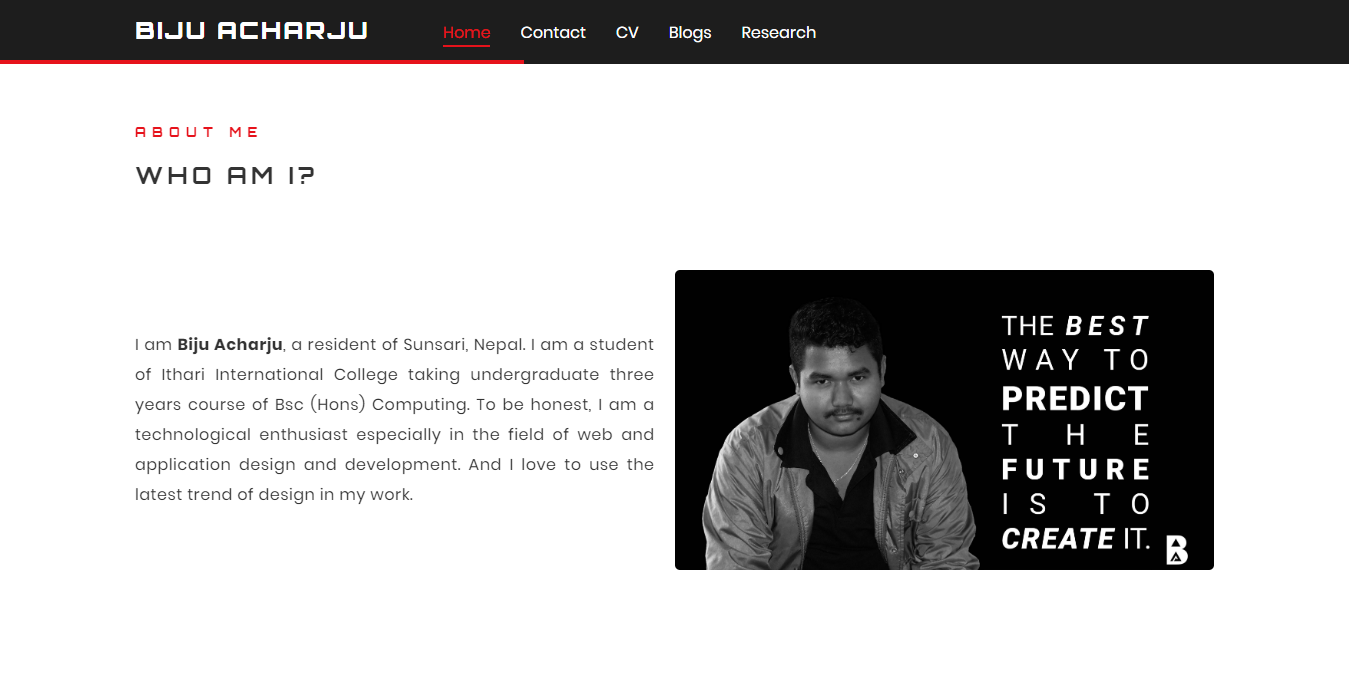 BIJU ACHARJU
Home Contact CV Blogs Research
ABOUT ME
WHO AM I?
I am Biju Acharju, a resident of Sunsari, Nepal. I am a student
of Ithari International College taking undergraduate three
years course of Bsc (Hons) Computing. To be honest, I am a
technological enthusiast especially in the field of web and
application design and development. And I love to use the
latest trend of design in my work.
THE BEST
WAY TO
PREDICT
THE
FUTURE
IS TO
CREATE IT.
B